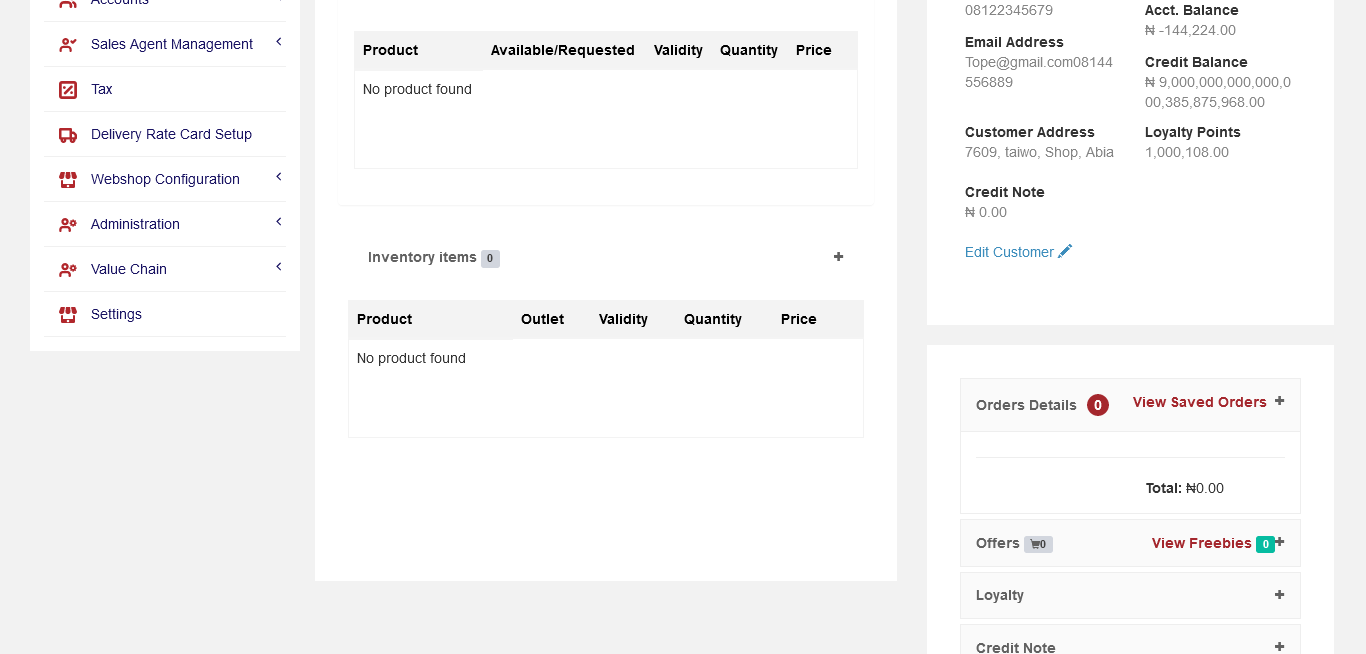 Accounts
Sales Agent Management
Tax
Delivery Rate Card Setup
Webshop Configuration
Administration
Value Chain
Settings
Product Available/Requested Validity Quantity Price
No product found
Inventory items 0
Product Outlet Validity Quantity Price
No product found
08122345679
Email Address
Tope@gmail.com08144
556889
Customer Address
7609, taiwo, Shop, Abia
Credit Note
₦ 0.00
Edit Customer
Acct. Balance
₦ -144,224.00
Credit Balance
₦ 9,000,000,000,000,0
00,385,875,968.00
Loyalty Points
1,000,108.00
Orders Details 0 View Saved Orders
Total: ₦0.00
Offers 0 View Freebies 0
Loyalty
Credit Note